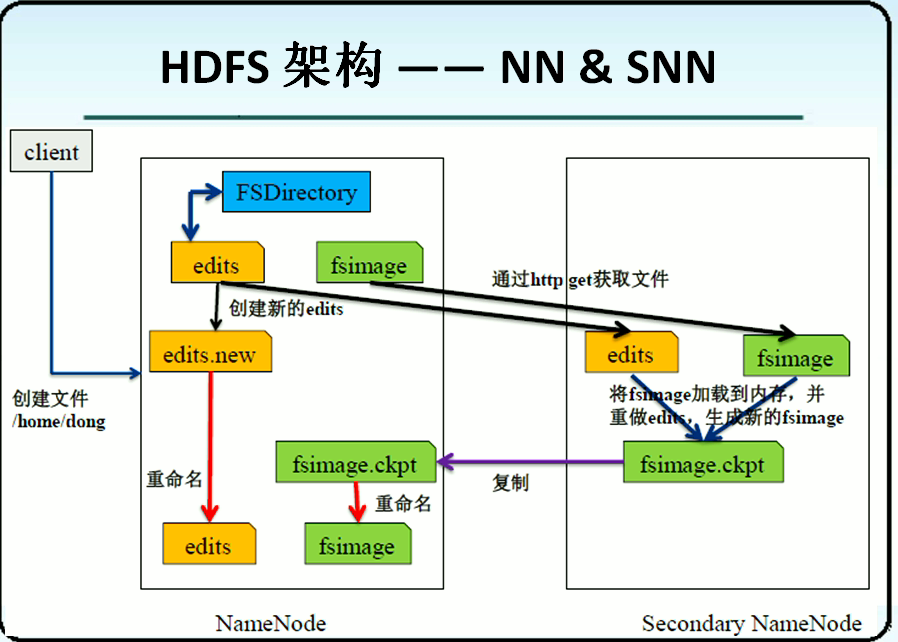 HDFS 架构 —— NN & SNN
client
FSDirectory
edits
fsimage
通过http get获取文件
创建新的edits
edits.new
edits
fsimage
创建文件
/home/dong
将fsimage加载到内存，并
重做edits，生成新的fsimage
fsimage.ckpt
fsimage.ckpt
重命名
复制
重命名
edits
fsimage
NameNode
Secondary NameNode